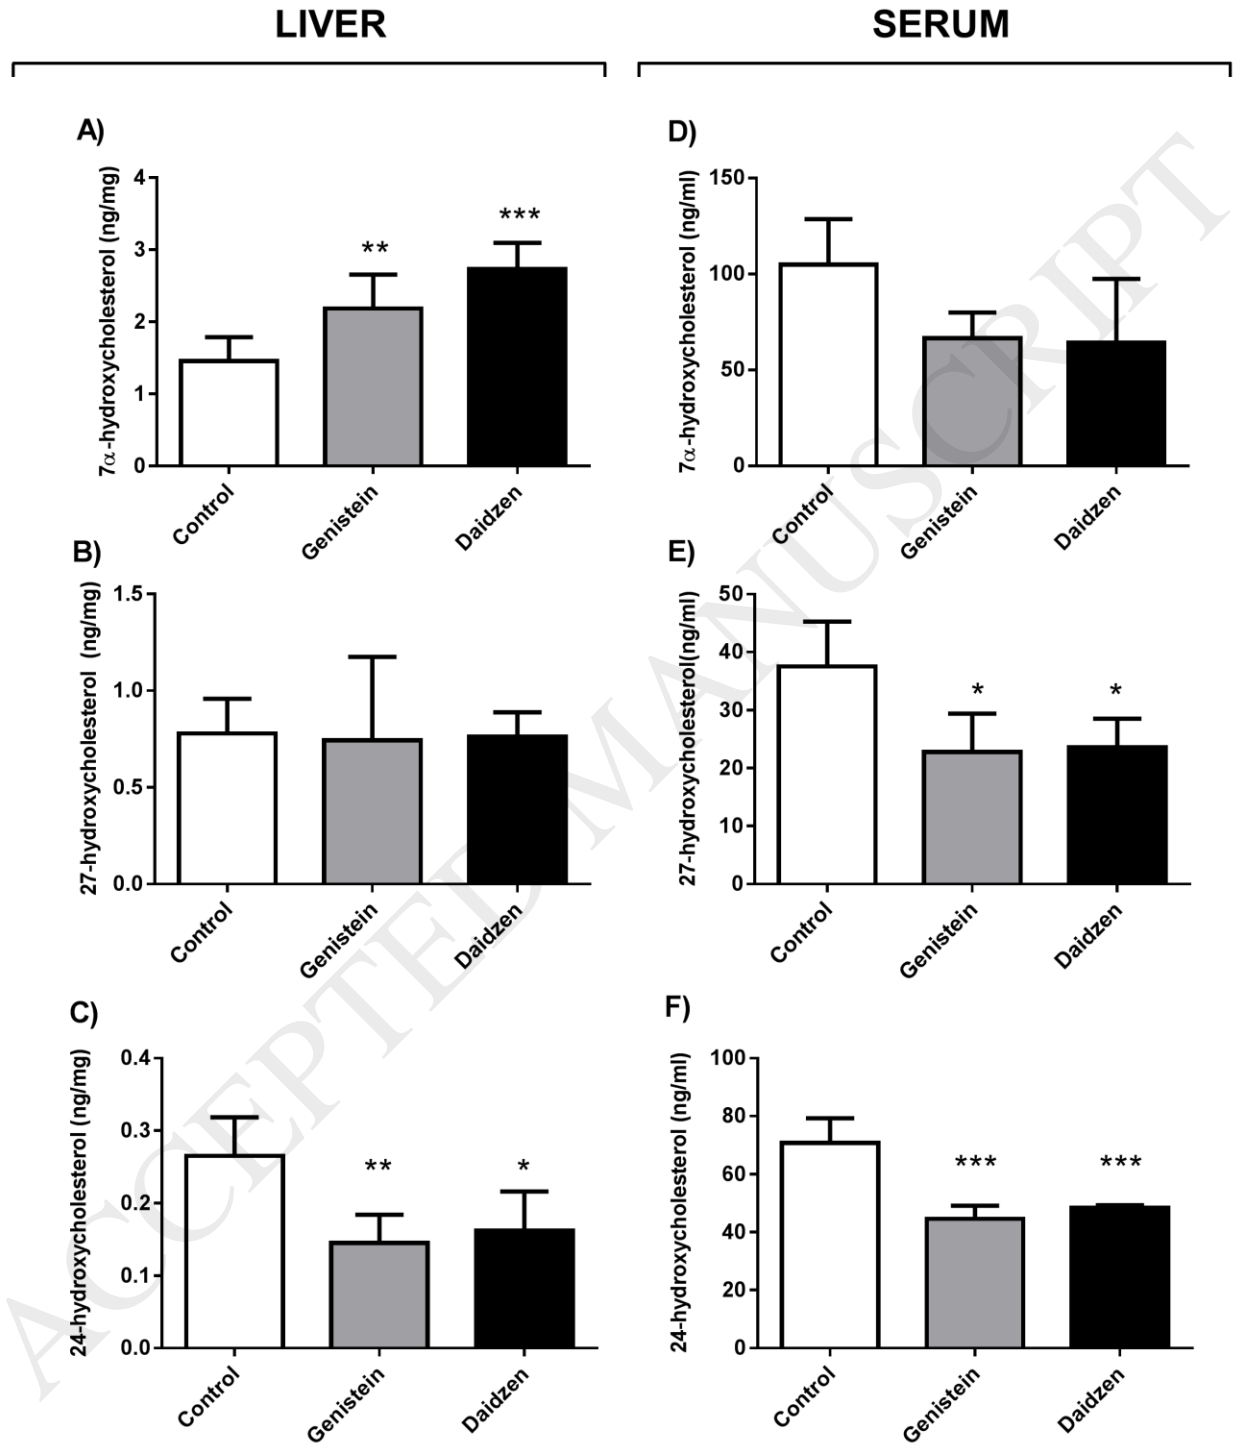 LIVER
SERUM
A)
7α-hydroxycholesterol (ng/mg)
4
3
2
1
0
**
***
Control
Genistein
Daidzen
D)
7α-hydroxycholesterol (ng/ml)
150
100
50
0
Control
Genistein
Daidzen
B)
27-hydroxycholesterol (ng/mg)
1.5
1.0
0.5
0.0
Control
Genistein
Daidzen
E)
27-hydroxycholesterol(ng/ml)
50
40
30
20
10
0
*
*
Control
Genistein
Daidzen
C)
24-hydroxycholesterol (ng/mg)
0.4
0.3
0.2
0.1
0.0
**
*
Control
Genistein
Daidzen
F)
24-hydroxycholesterol (ng/ml)
100
80
60
40
20
0
***
***
Control
Genistein
Daidzen
ACCEPTED MANUSCRIPT